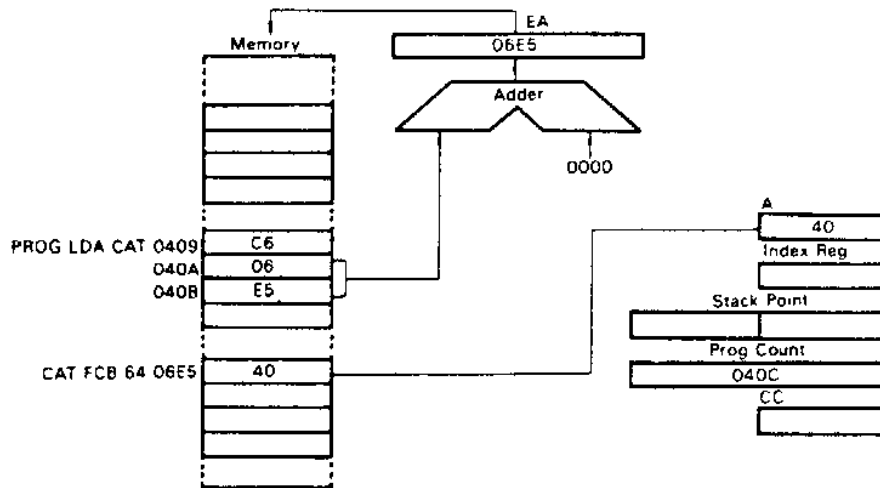 EA
Memory
06E5
Adder
0000
A
PROG LDA CAT 0409 C6 40
Index Reg
040A 06
040B E5
Stack Point
Prog Count
CAT FCB 64 06E5 40 040C
CC